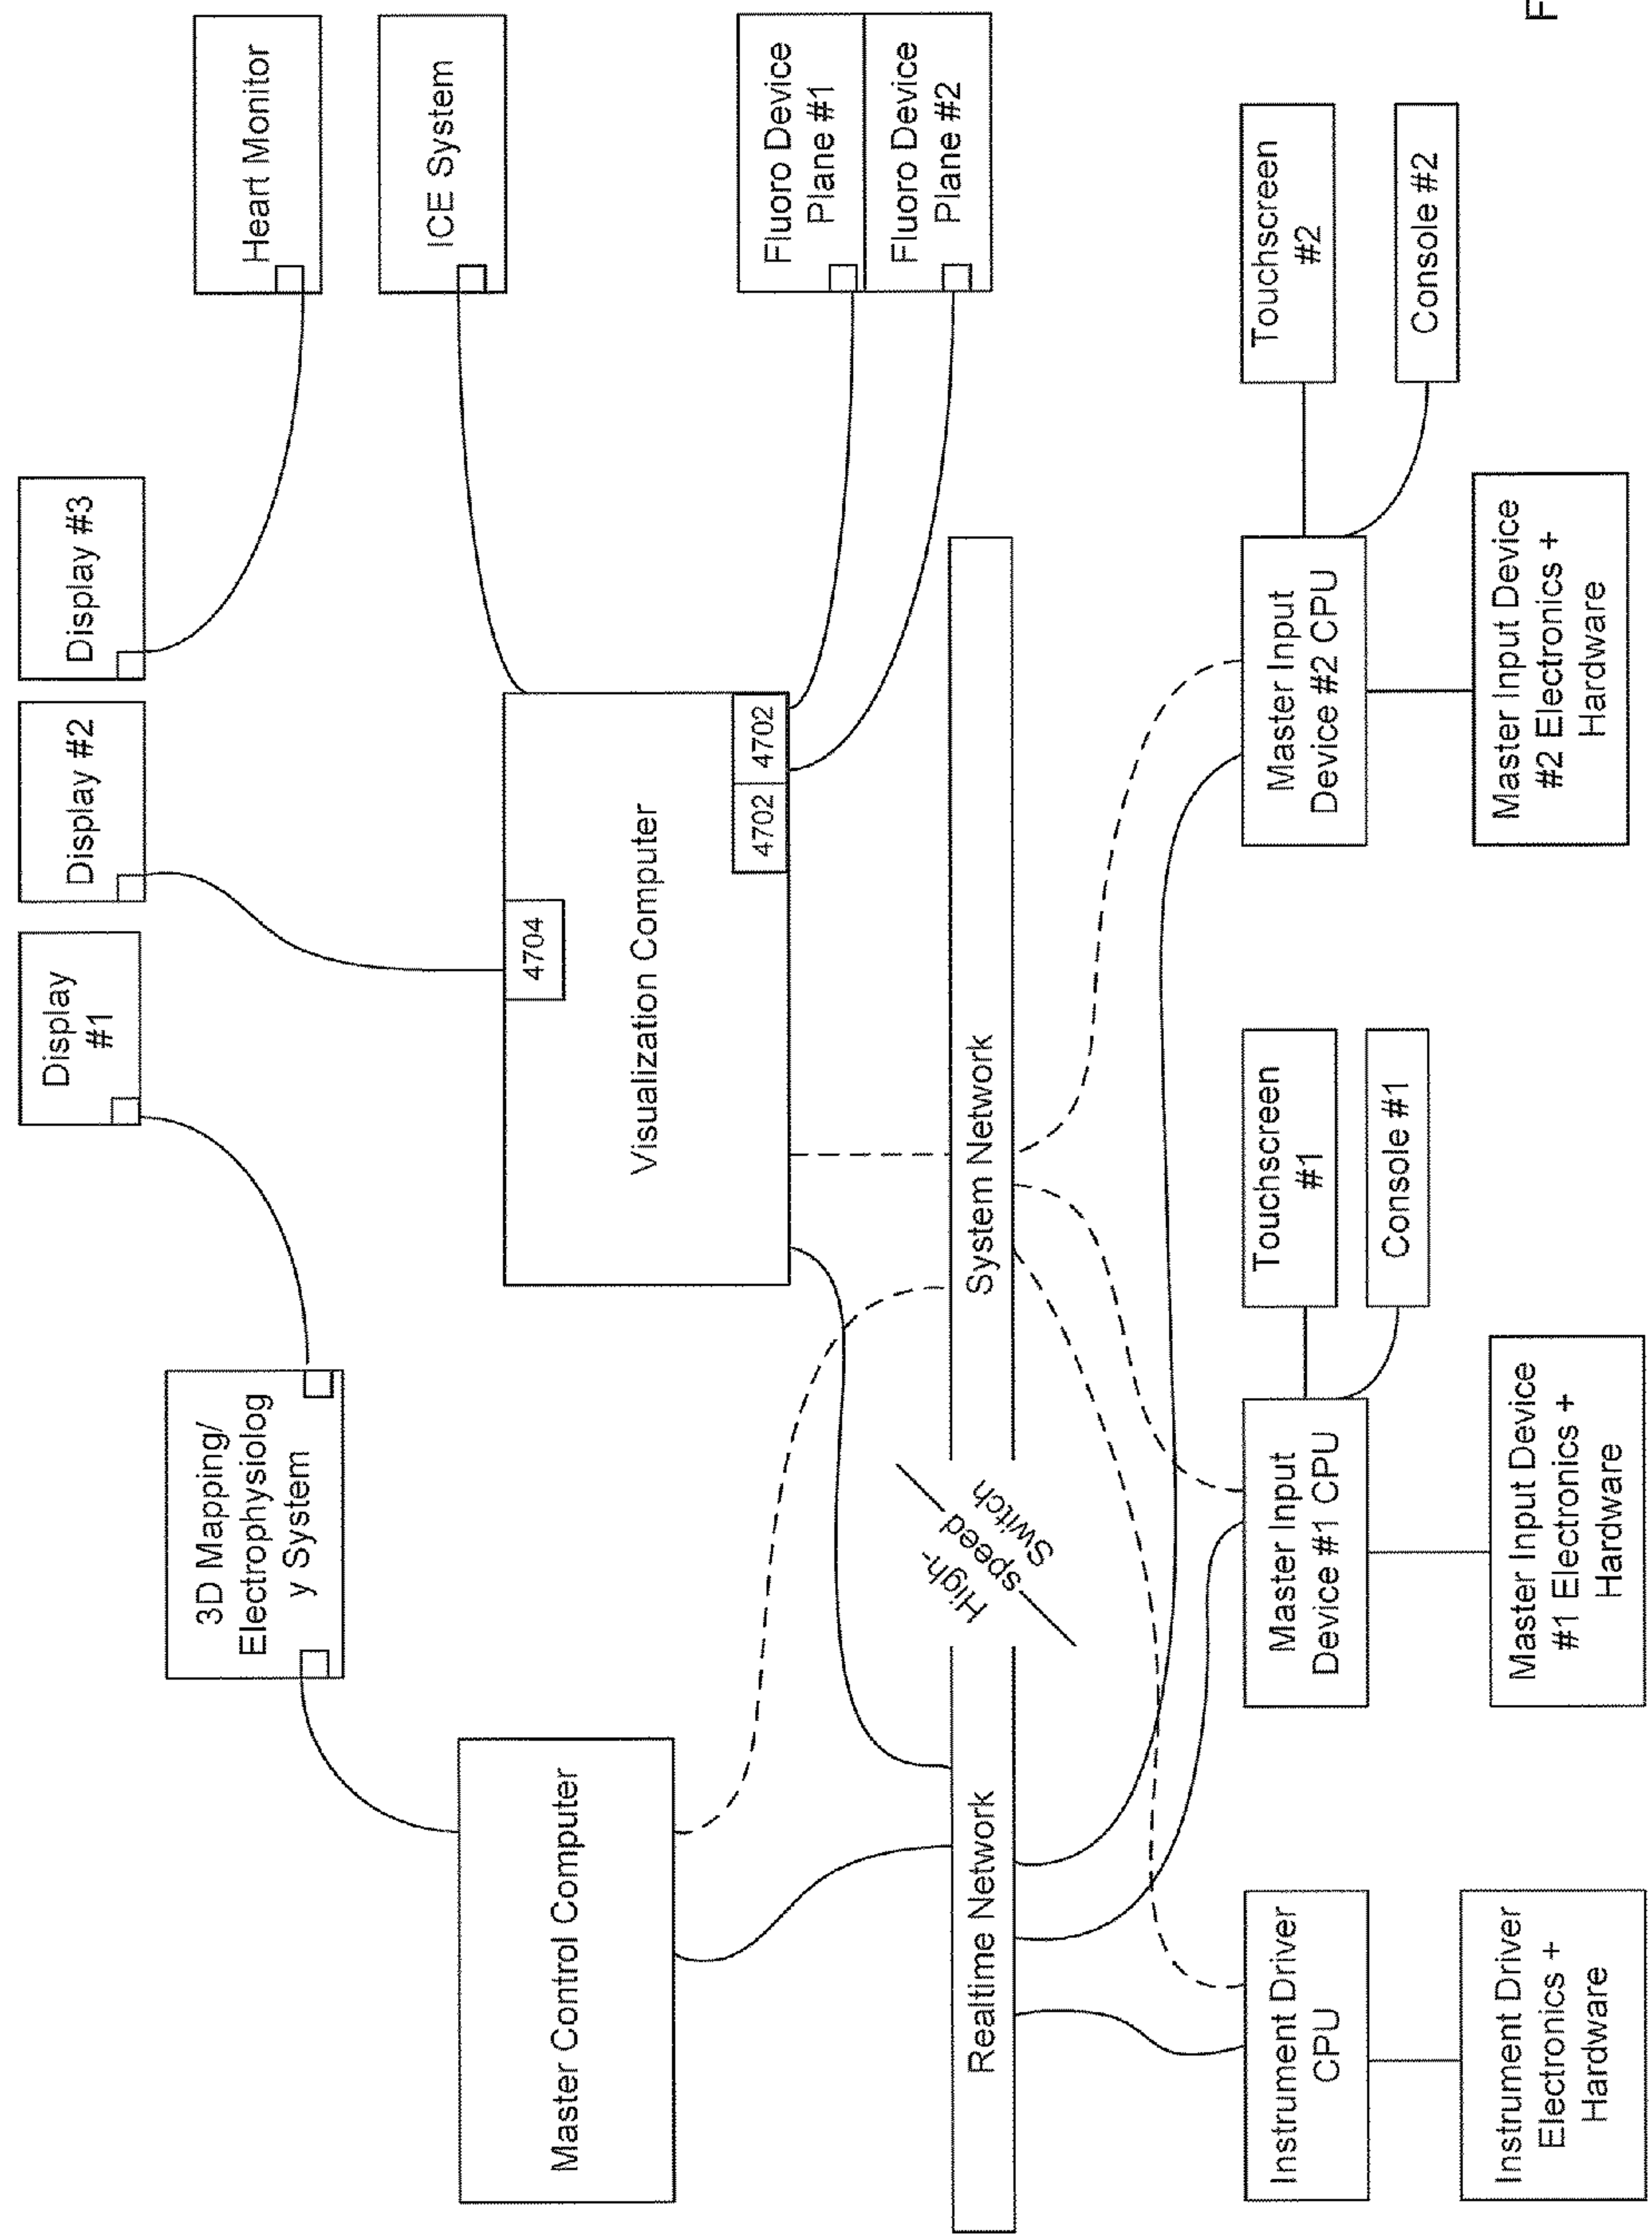 Display
#1
Display #2
Display #3
3D Mapping/
Electrophysiolog
y System
Heart Monitor
ICE System
Master Control Computer
4704
Visualization Computer
4702
4702
Fluoro Device
Plane #1
Fluoro Device
Plane #2
Realtime Network
High-
speed
Switch
System Network
Instrument Driver
CPU
Master Input
Device #1 CPU
Touchscreen
#1
Console #1
Master Input
Device #2 CPU
Touchscreen
#2
Console #2
Instrument Driver
Electronics +
Hardware
Master Input Device
#1 Electronics +
Hardware
Master Input Device
#2 Electronics +
Hardware